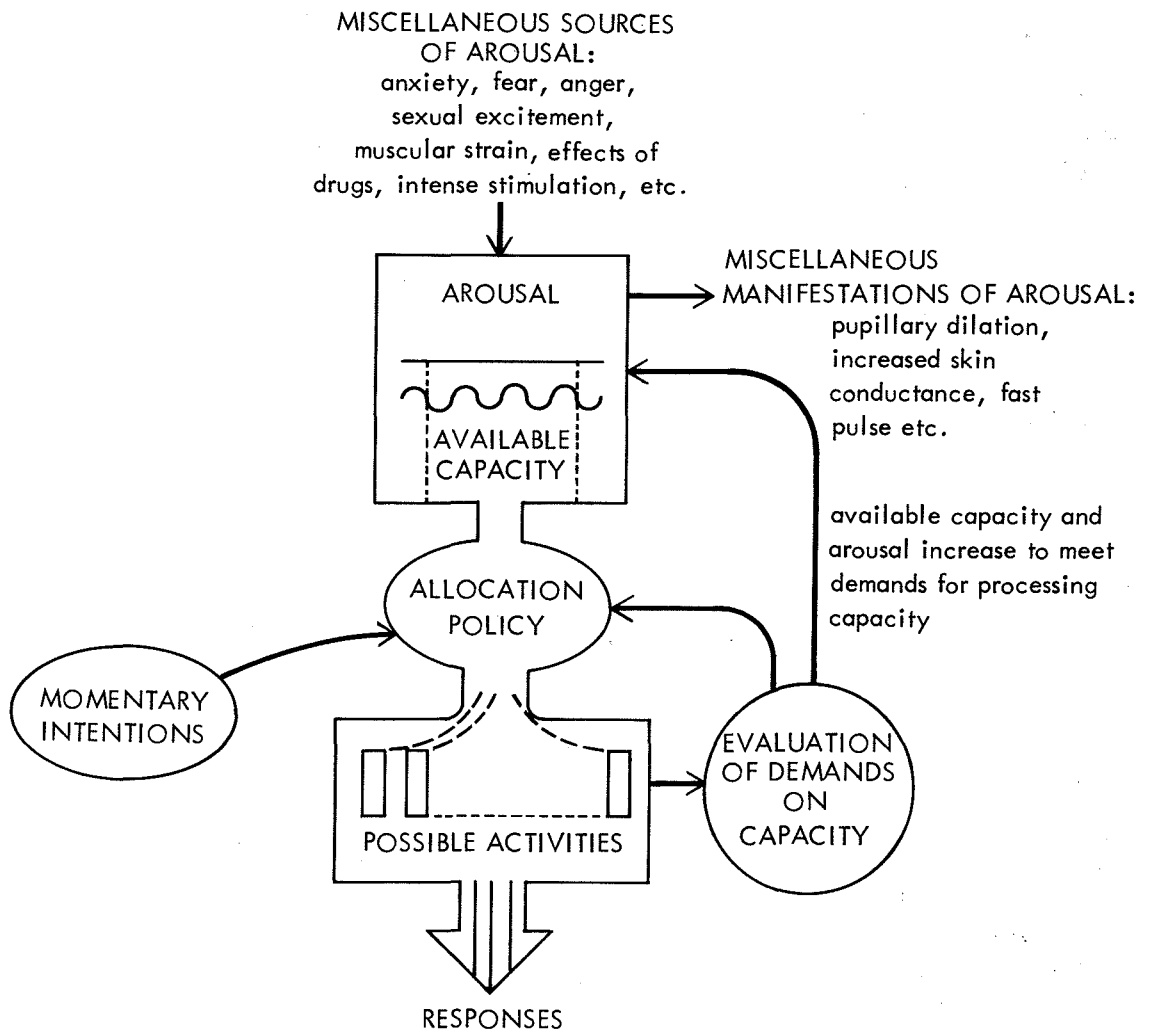 MISCELLANEOUS SOURCES
OF AROUSAL:
anxiety, fear, anger,
sexual excitement,
muscular strain, effects of
drugs, intense stimulation, etc.
AROUSAL
MISCELLANEOUS
MANIFESTATIONS OF AROUSAL:
pupillary dilation,
increased skin
conductance, fast
pulse etc.
AVAILABLE
CAPACITY
available capacity and
arousal increase to meet
demands for processing
capacity
ALLOCATION
POLICY
MOMENTARY
INTENTIONS
EVALUATION
OF DEMANDS
ON
CAPACITY
POSSIBLE ACTIVITIES
RESPONSES